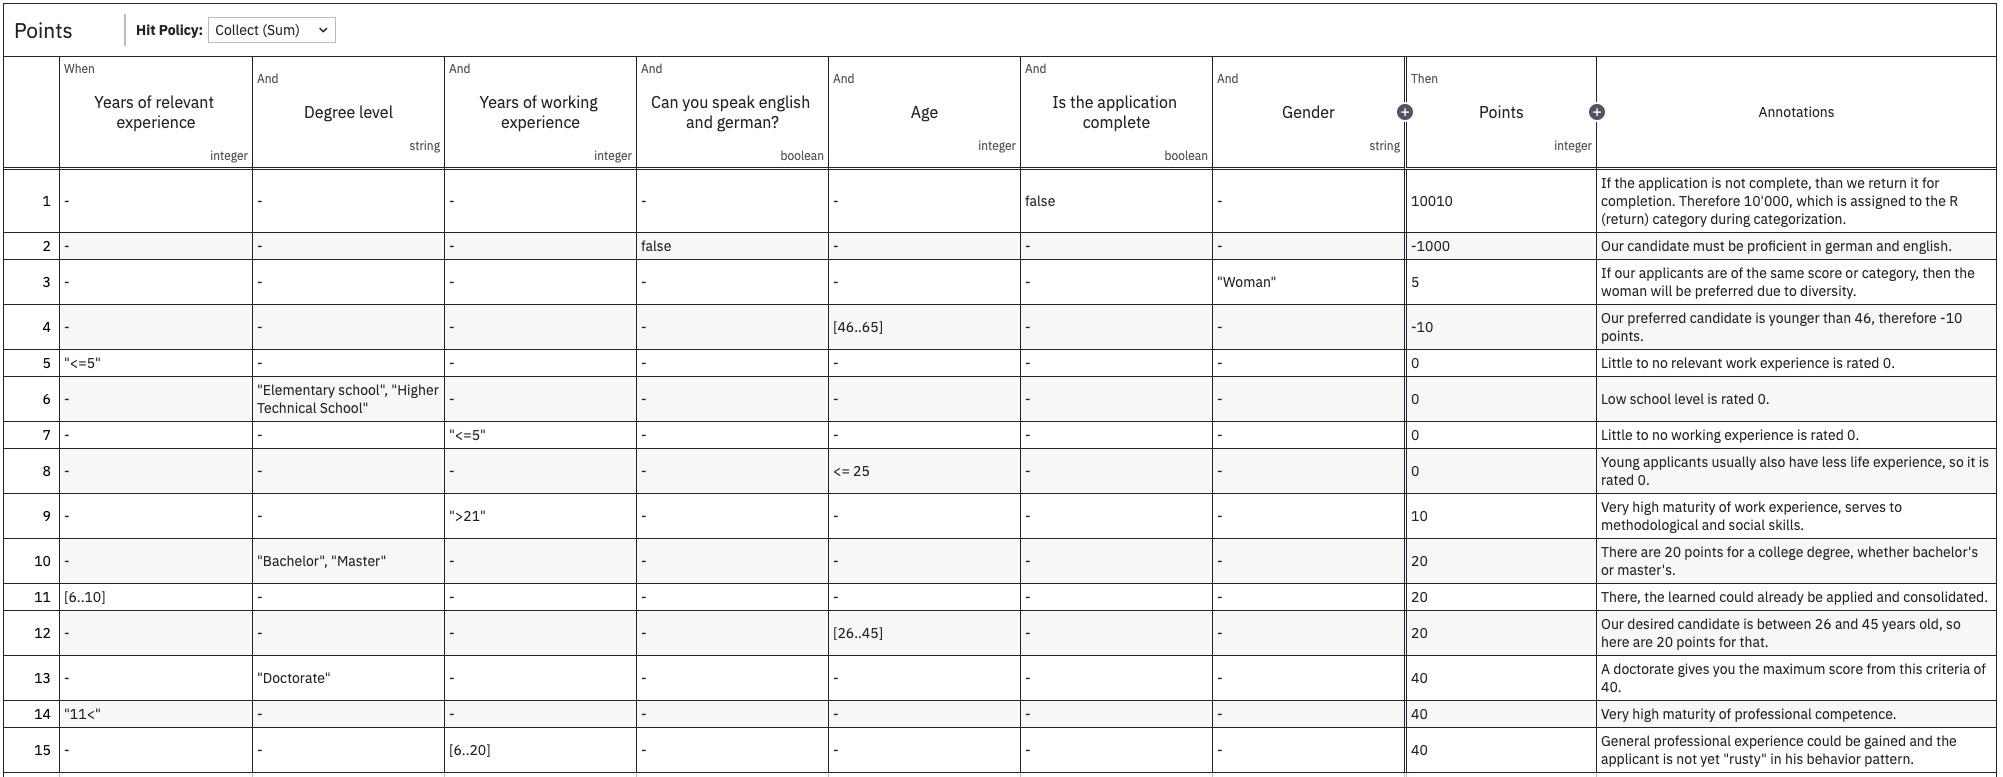 Points
Hit Policy: Collect (Sum)
When
Years of relevant
experience
integer
And
Degree level
string
And
Years of working
experience
integer
And
Can you speak english
and german?
boolean
And
Age
integer
And
Is the application
complete
boolean
And
Gender
string
+
Then
Points
integer
+
Annotations
1 - - - - - false - 10010
If the application is not complete, than we return it for
completion. Therefore 10'000, which is assigned to the R
(return) category during categorization.
2 - - - false - - - -1000 Our candidate must be proficient in german and english.
3 - - - - - - "Woman" 5
If our applicants are of the same score or category, then the
woman will be preferred due to diversity.
4 - - - - [46..65] - - -10
Our preferred candidate is younger than 46, therefore -10
points.
5 "<=5" - - - - - - 0 Little to no relevant work experience is rated 0.
6 -
"Elementary school", "Higher
Technical School"
- - - - - 0 Low school level is rated 0.
7 - - "<=5" - - - - 0 Little to no working experience is rated 0.
8 - - - - <= 25 - - 0
Young applicants usually also have less life experience, so it is
rated 0.
9 - - ">21" - - - - 10
Very high maturity of work experience, serves to
methodological and social skills.
10 - "Bachelor", "Master" - - - - - 20
There are 20 points for a college degree, whether bachelor's
or master's.
11 [6..10] - - - - - - 20 There, the learned could already be applied and consolidated.
12 - - - - [26..45] - - 20
Our desired candidate is between 26 and 45 years old, so
here are 20 points for that.
13 - "Doctorate" - - - - - 40
A doctorate gives you the maximum score from this criteria of
40.
14 "11<" - - - - - - 40 Very high maturity of professional competence.
15 - - [6..20] - - - - 40
General professional experience could be gained and the
applicant is not yet "rusty" in his behavior pattern.